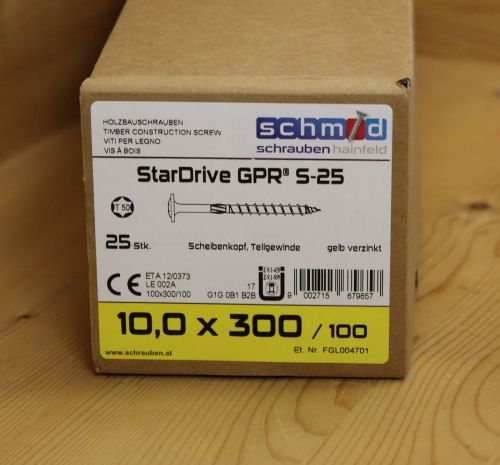 HOLZBAUSCHRAUBEN
TIMBER CONSTRUCTION SCREW
VITI PER LEGNO
VIS À BOIS
schmid
schrauben hainfeld
StarDrive GPR® S-25
T 50
25 Stk.
Scheibenkopf, Teilgewinde
gelb verzinkt
CE
ETA 12/0373
LE 002A
100x300/100
17
G1G 0B1 B2B
9 002715 679657
10,0 x 300 / 100
www.schrauben.at
Et. Nr. FGL004701